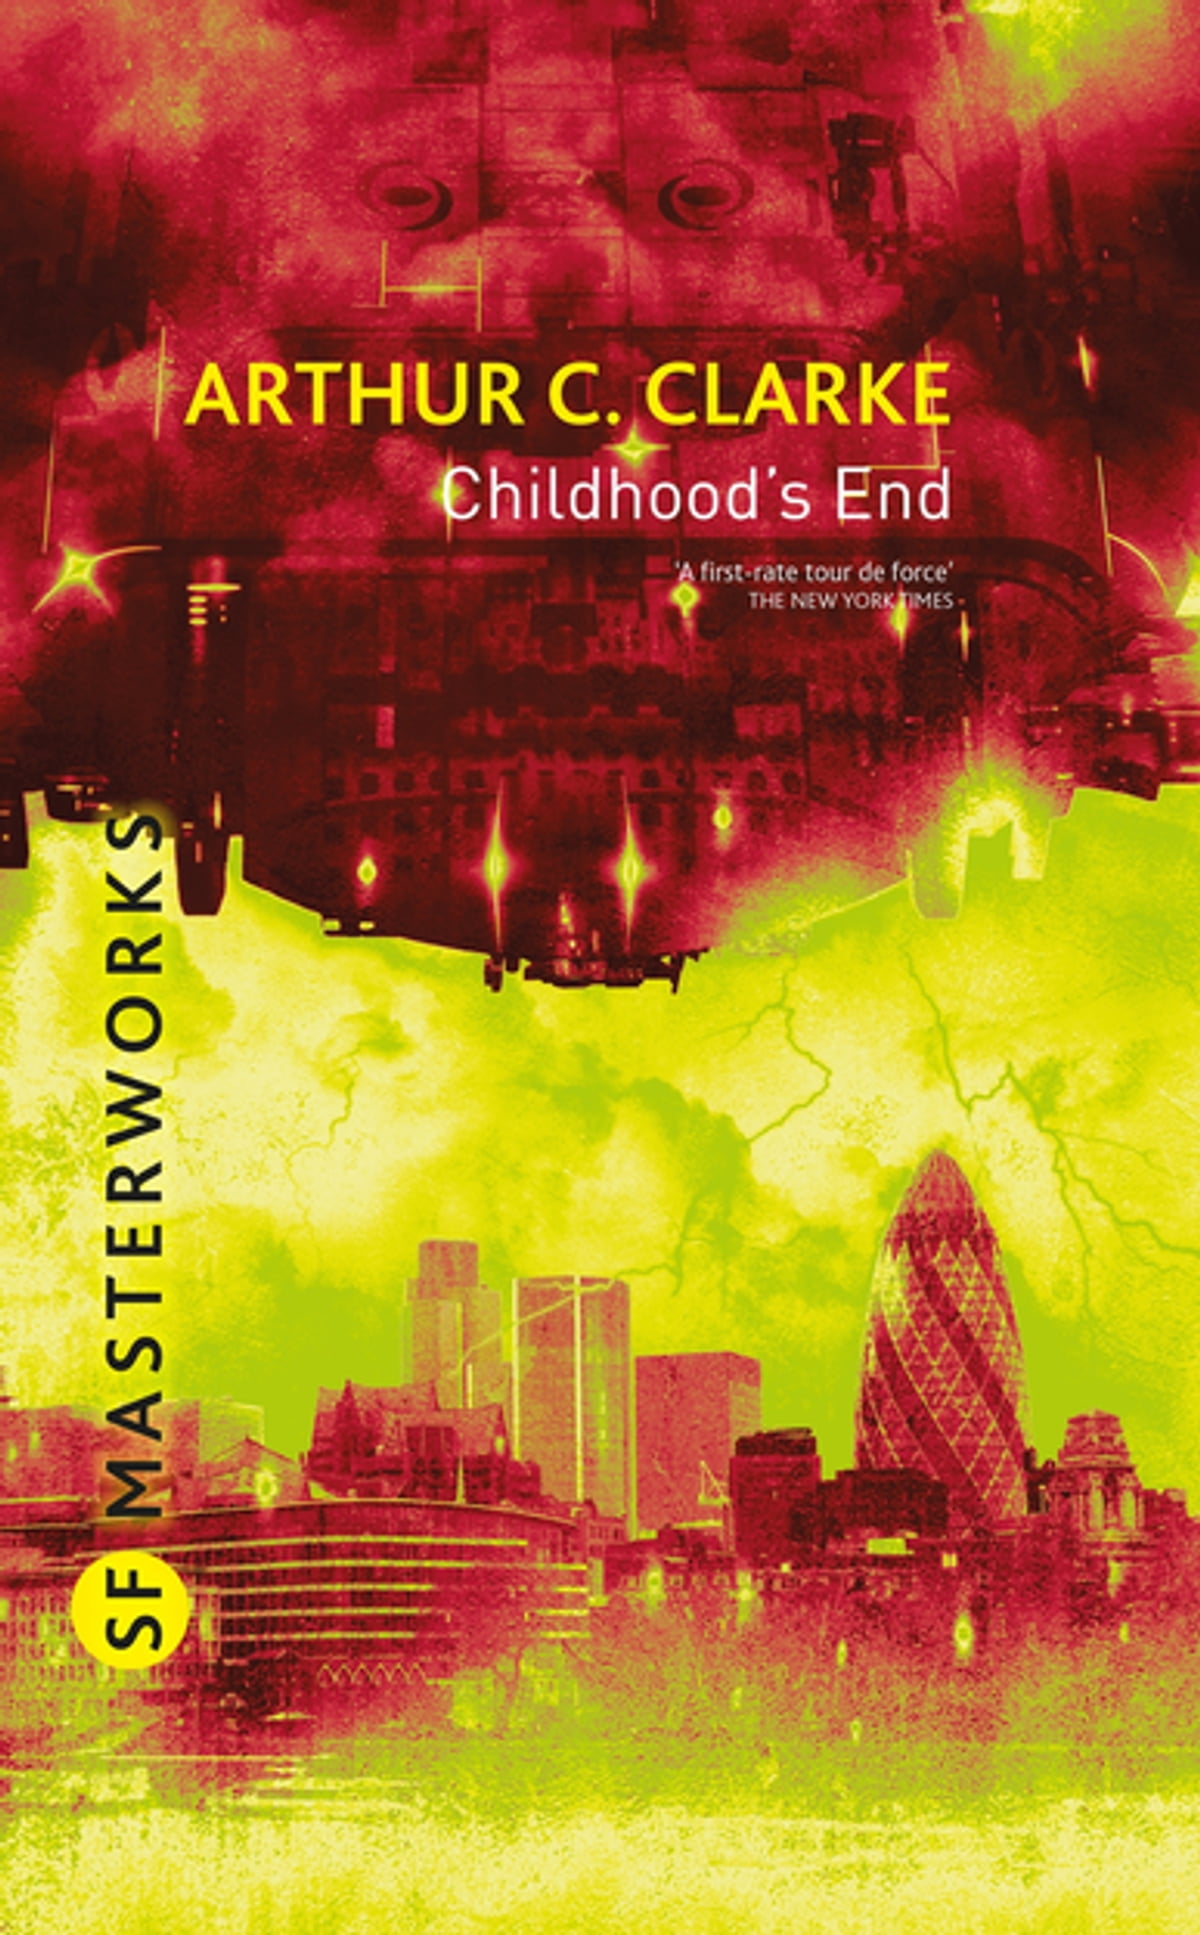 ARTHUR C. CLARKE
Childhood's End
'A first-rate tour de force'
THE NEW YORK TIMES
SF MASTERWORKS